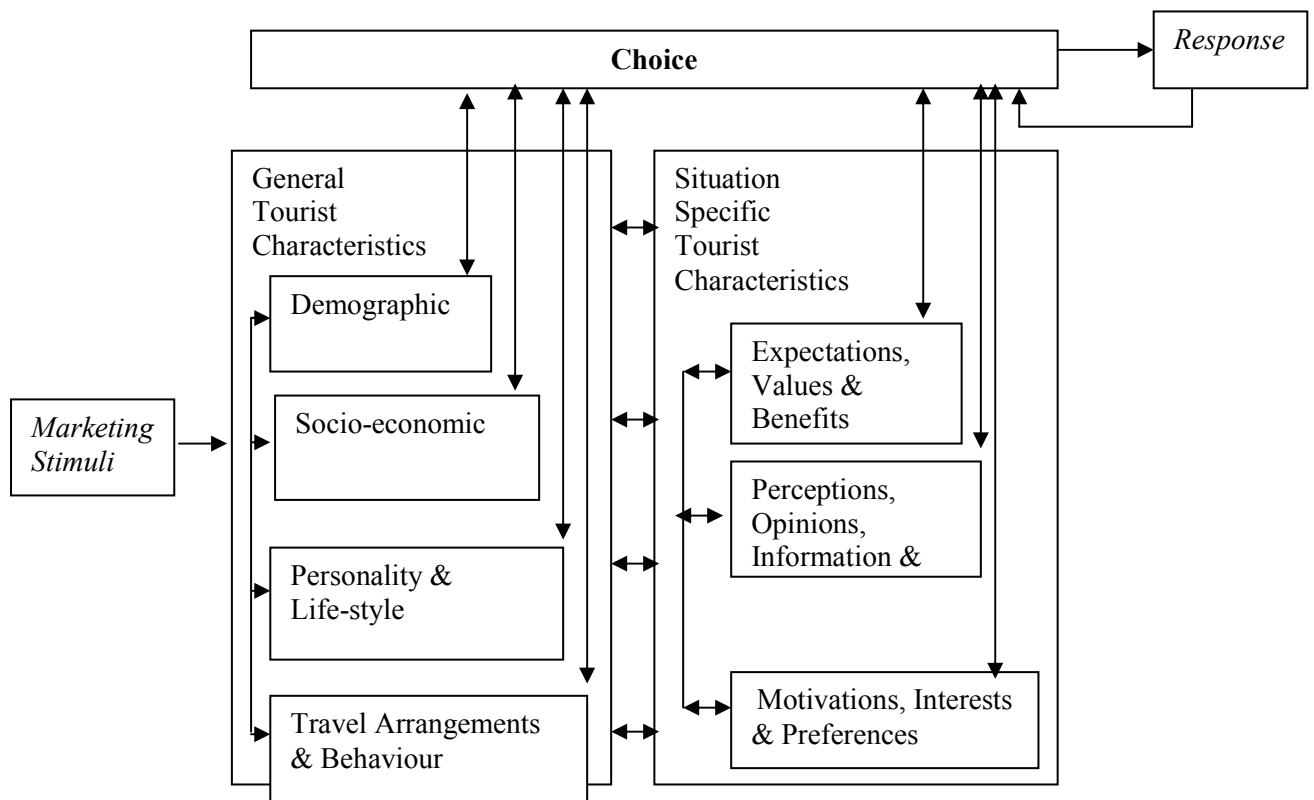 Choice
Response
General
Tourist
Characteristics
Demographic
Socio-economic
Personality &
Life-style
Travel Arrangements
& Behaviour
Situation
Specific
Tourist
Characteristics
Expectations,
Values &
Benefits
Perceptions,
Opinions,
Information &
Motivations, Interests
& Preferences
Marketing
Stimuli